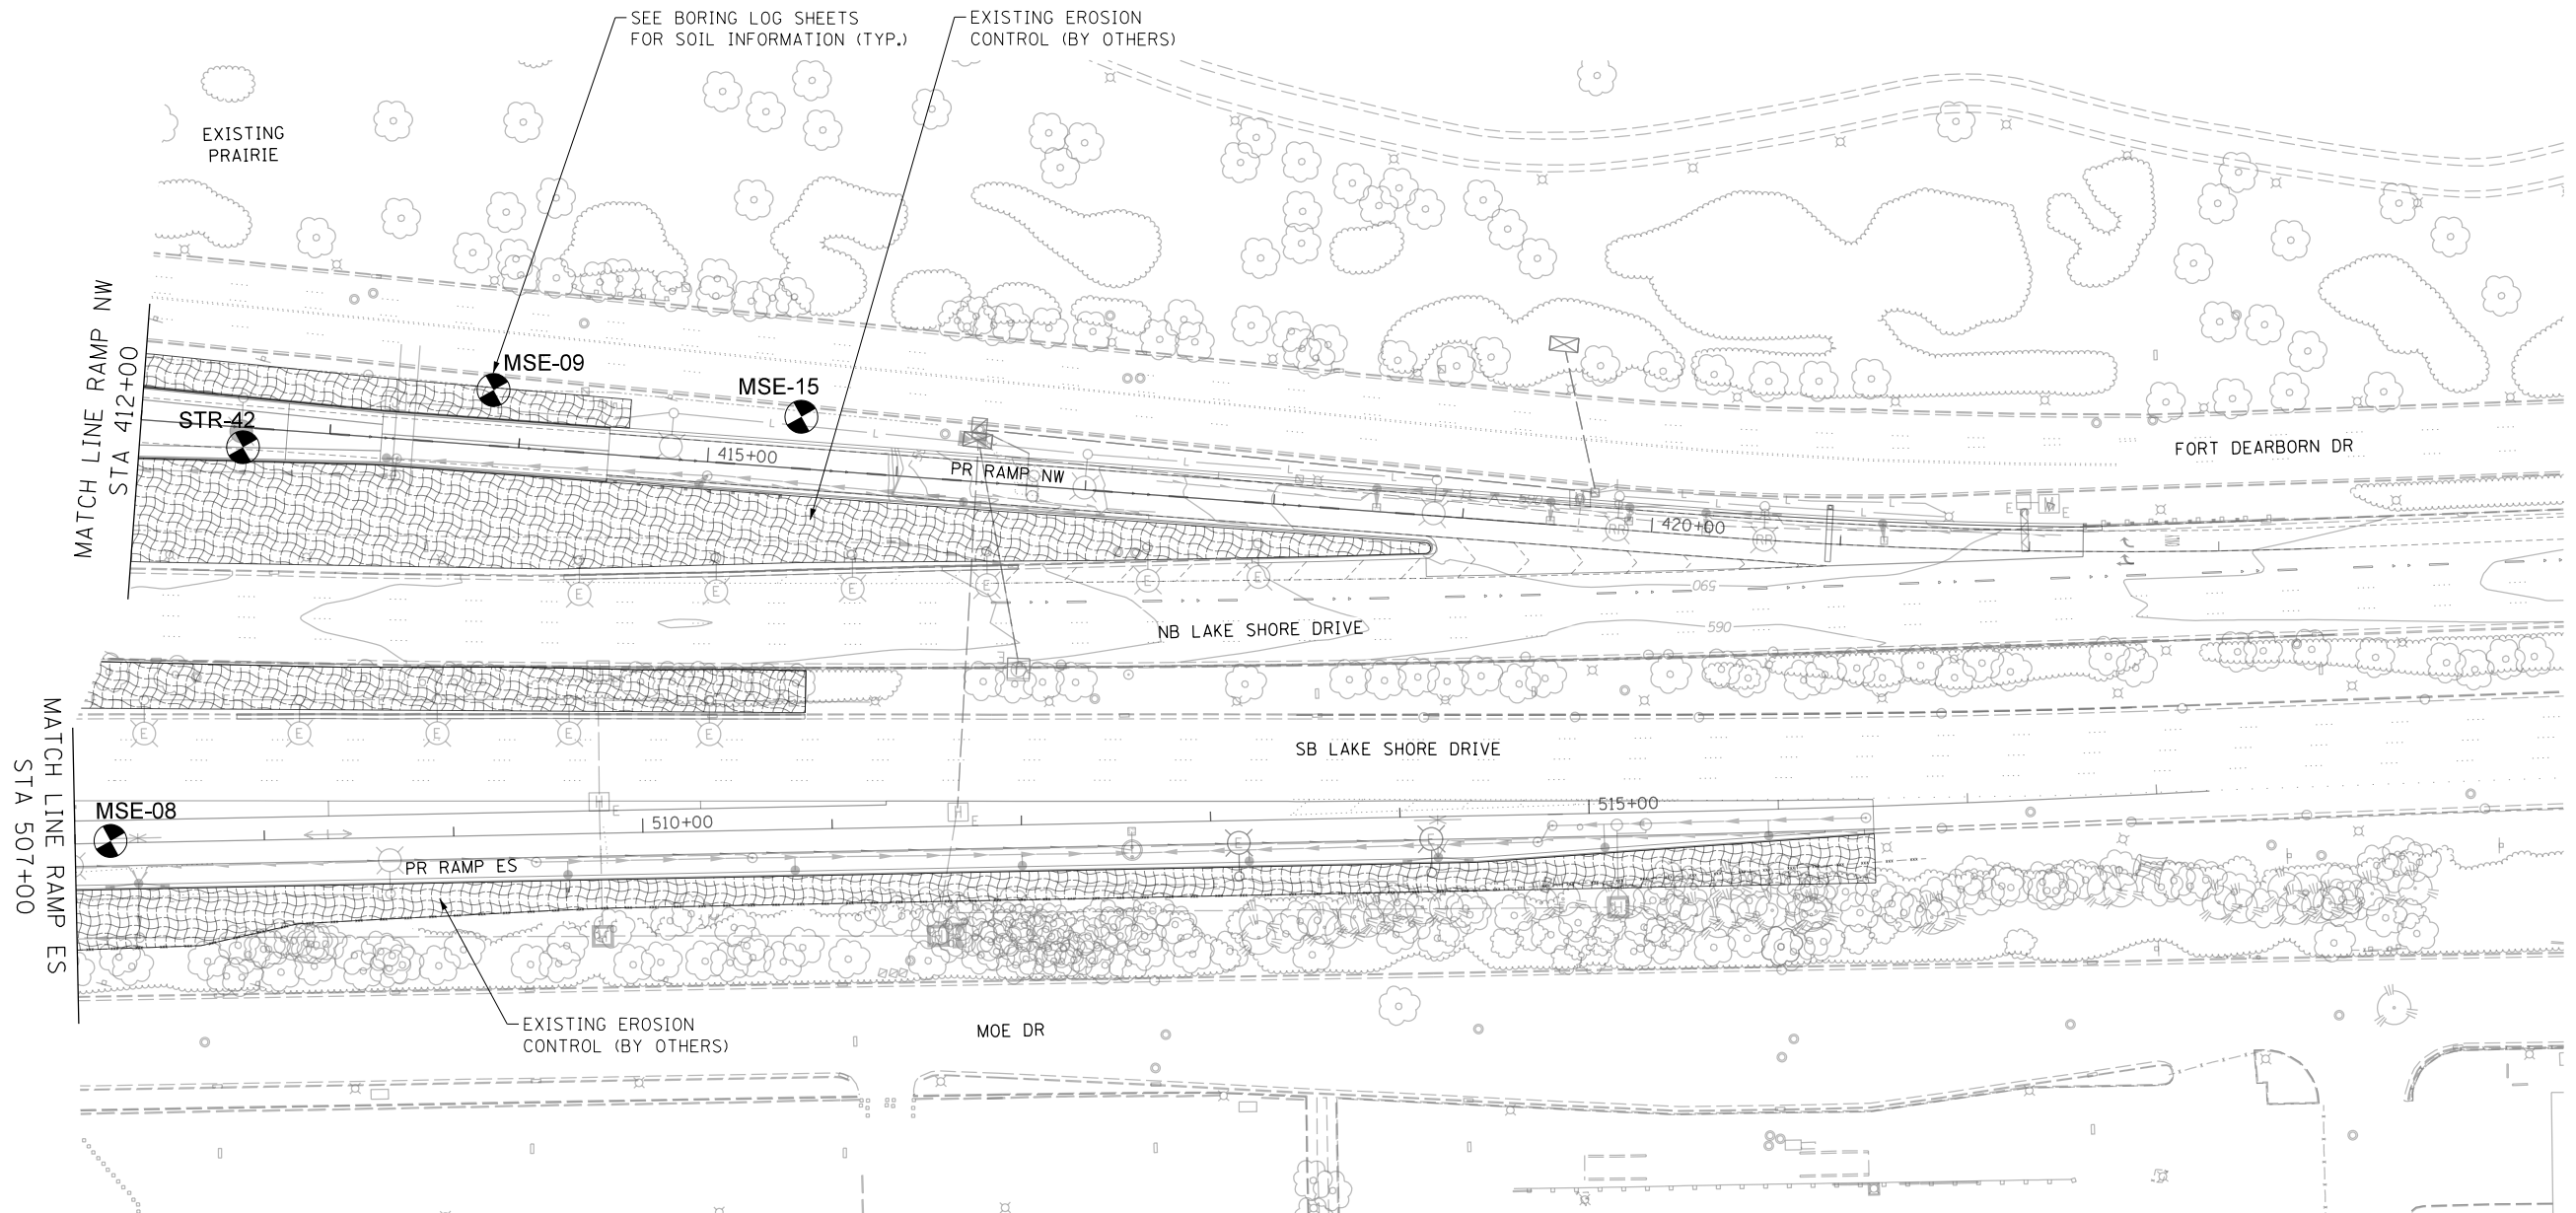 SEE BORING LOG SHEETS
FOR SOIL INFORMATION (TYP.)
EXISTING EROSION
CONTROL (BY OTHERS)
EXISTING
PRAIRIE
MATCH LINE RAMP NW
STA 412+00
MSE-09
MSE-15
STR-42
415+00
PR RAMP NW
FORT DEARBORN DR
420+00
590
NB LAKE SHORE DRIVE
590
SB LAKE SHORE DRIVE
MATCH LINE RAMP ES
STA 507+00
MSE-08
510+00
515+00
PR RAMP ES
EXISTING EROSION
CONTROL (BY OTHERS)
MOE DR